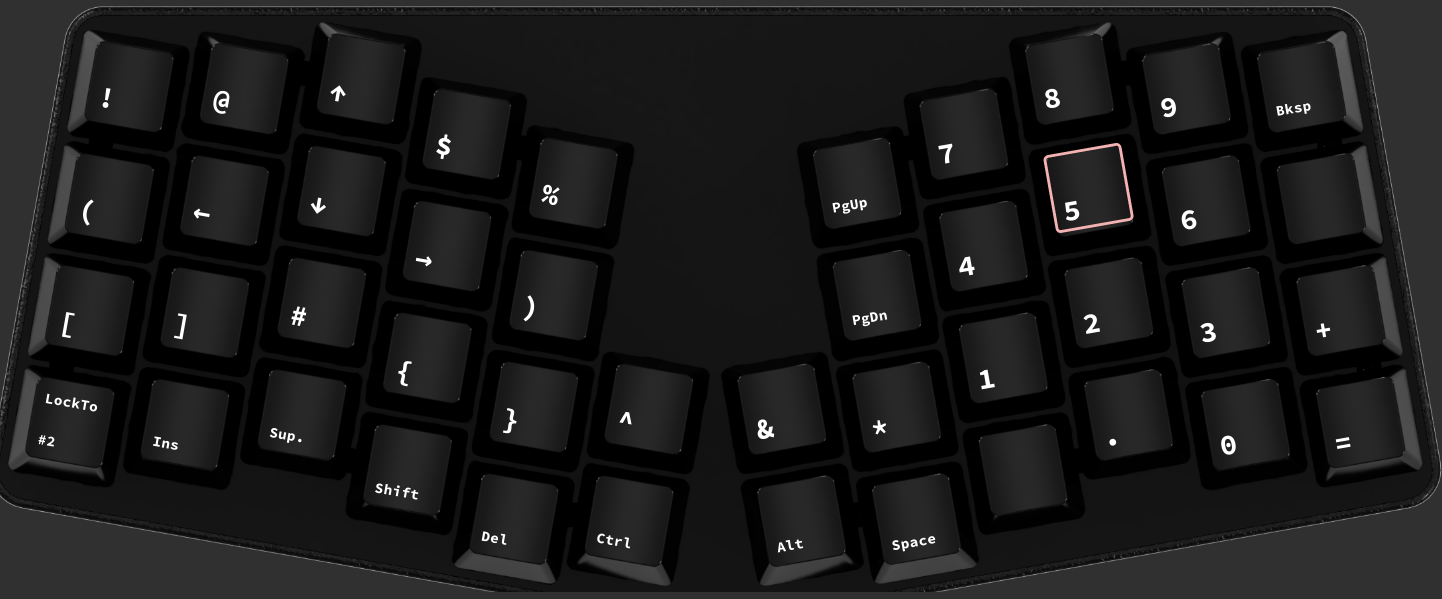 ! @ ↑ $ % PgUp 7 8 9 Bksp
( ← ↓ → ) PgDn 4 5 6
[ ] # { } ^ & * 1 2 3 +
LockTo
#2 Ins Sup. Shift Del Ctrl Alt Space . 0 =